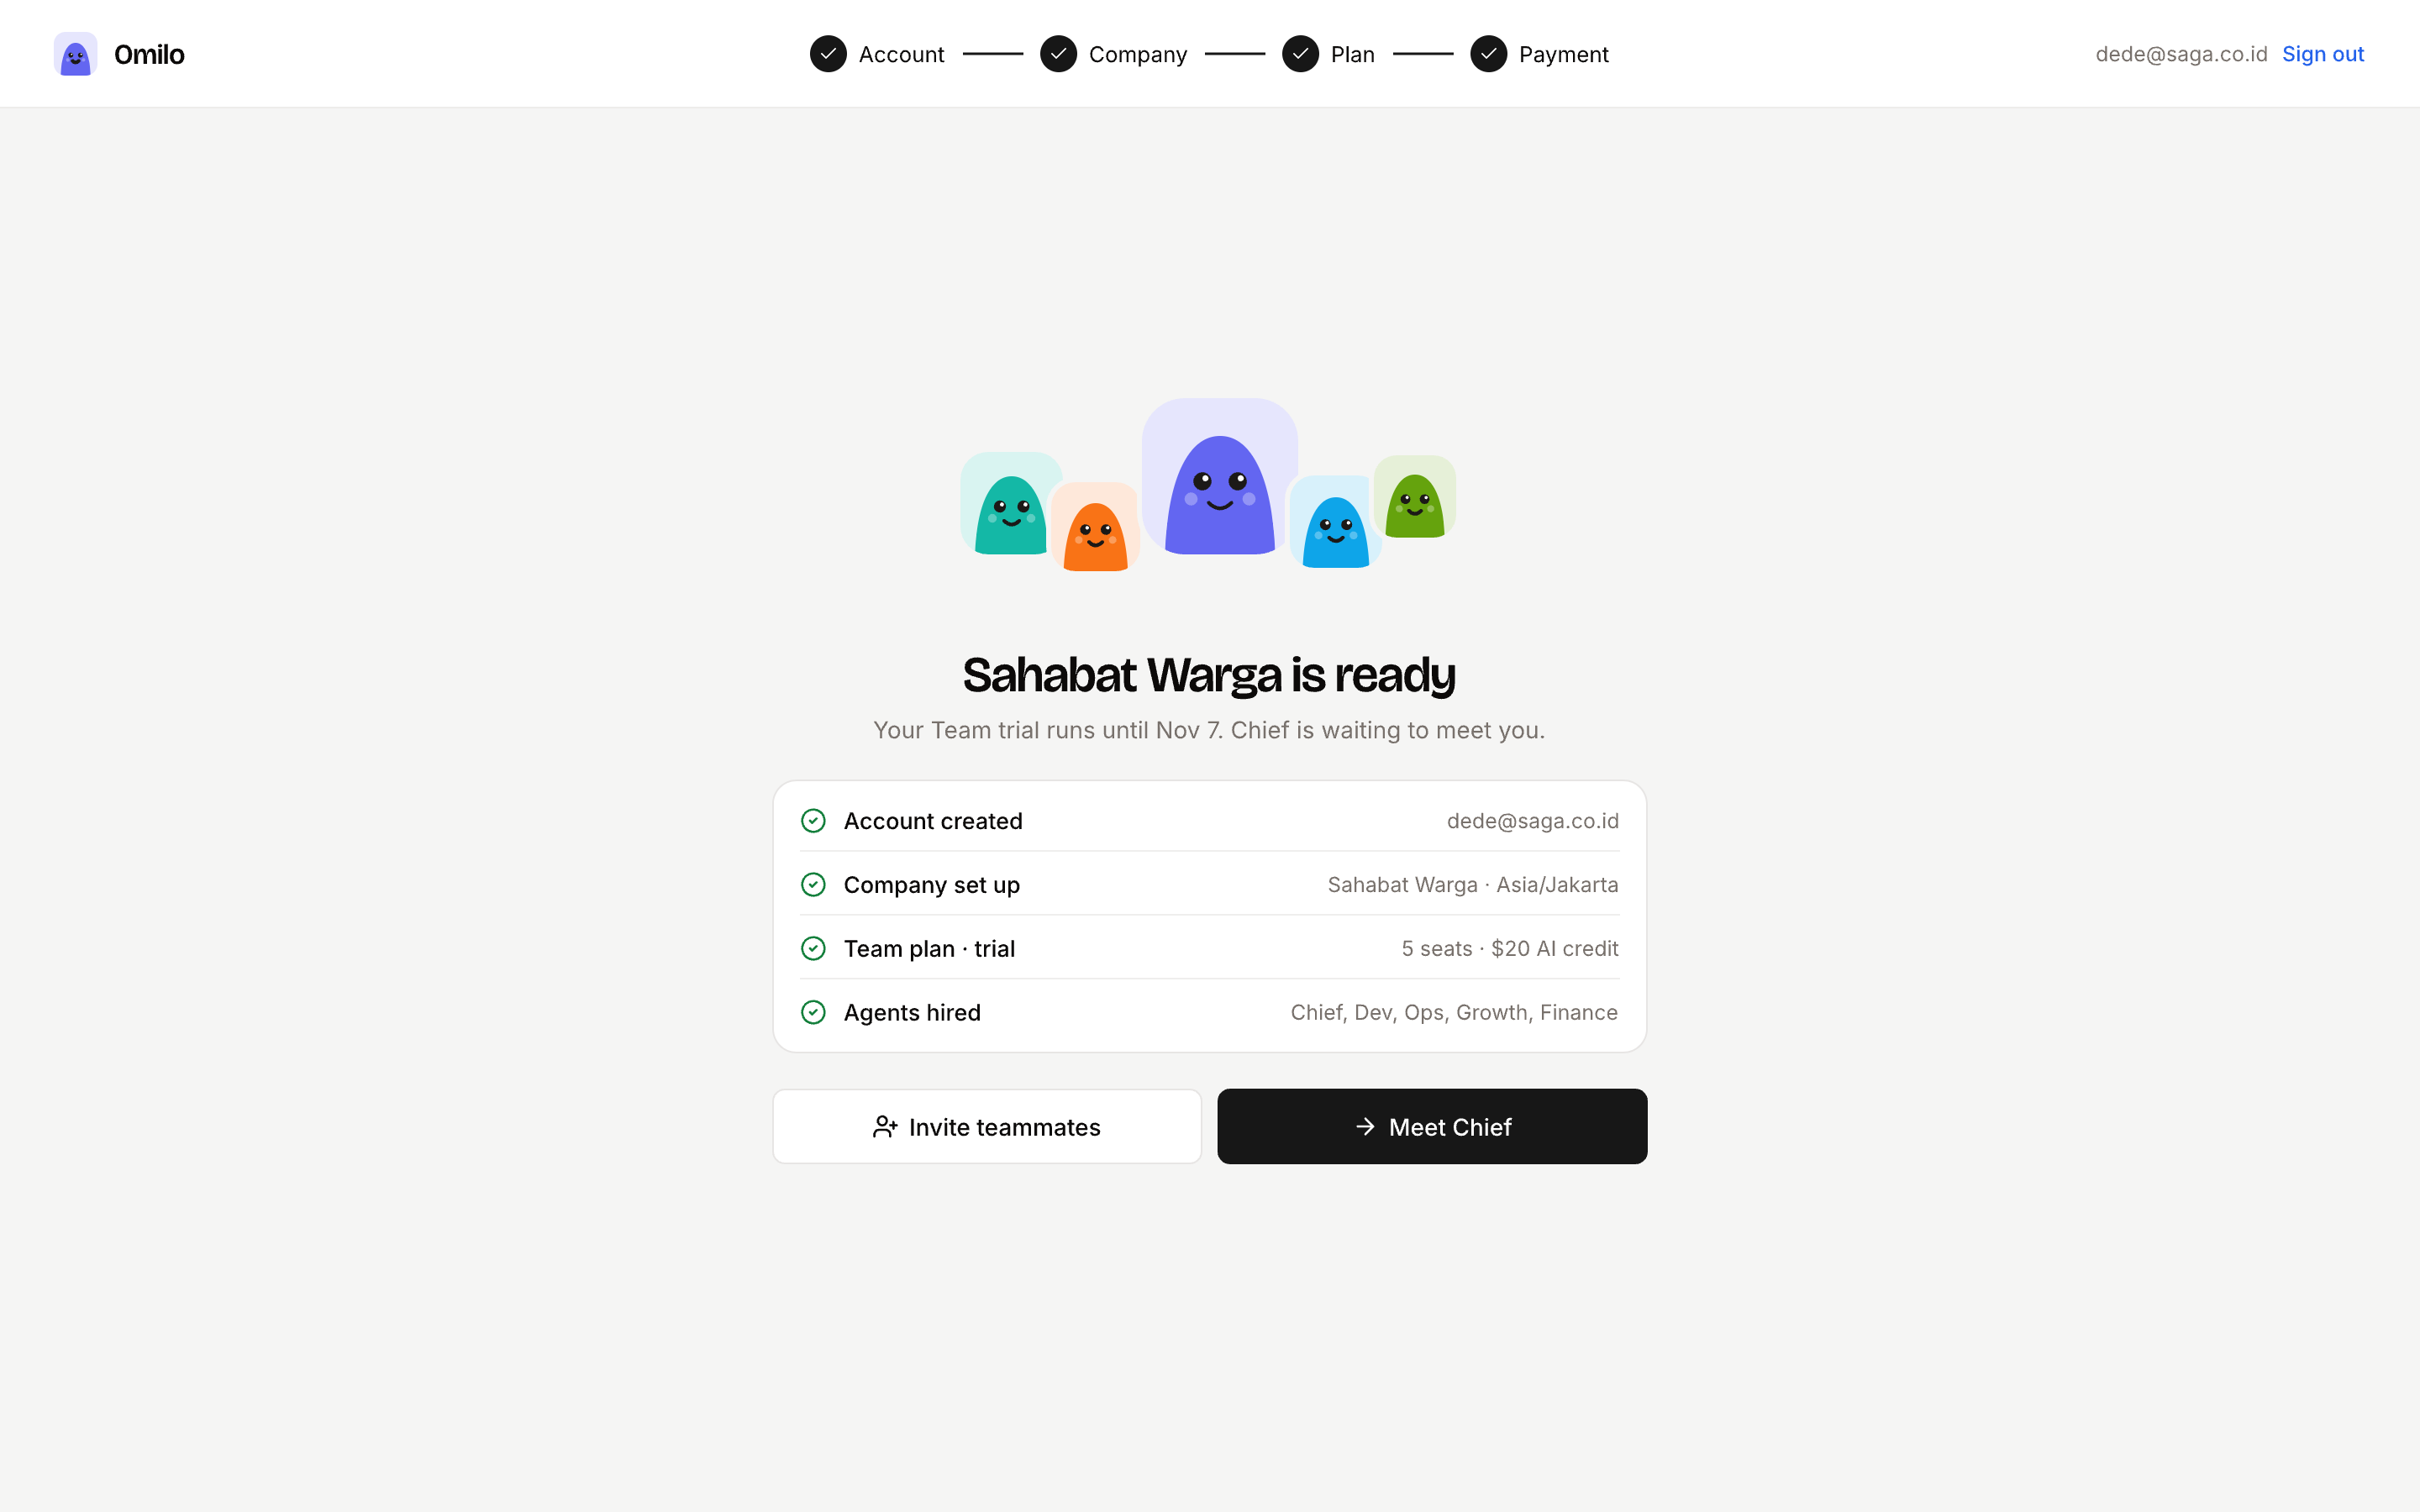 Omilo
Account Company Plan Payment
dede@saga.co.id Sign out
Sahabat Warga is ready
Your Team trial runs until Nov 7. Chief is waiting to meet you.
Account created dede@saga.co.id
Company set up Sahabat Warga · Asia/Jakarta
Team plan · trial 5 seats · $20 AI credit
Agents hired Chief, Dev, Ops, Growth, Finance
Invite teammates
Meet Chief